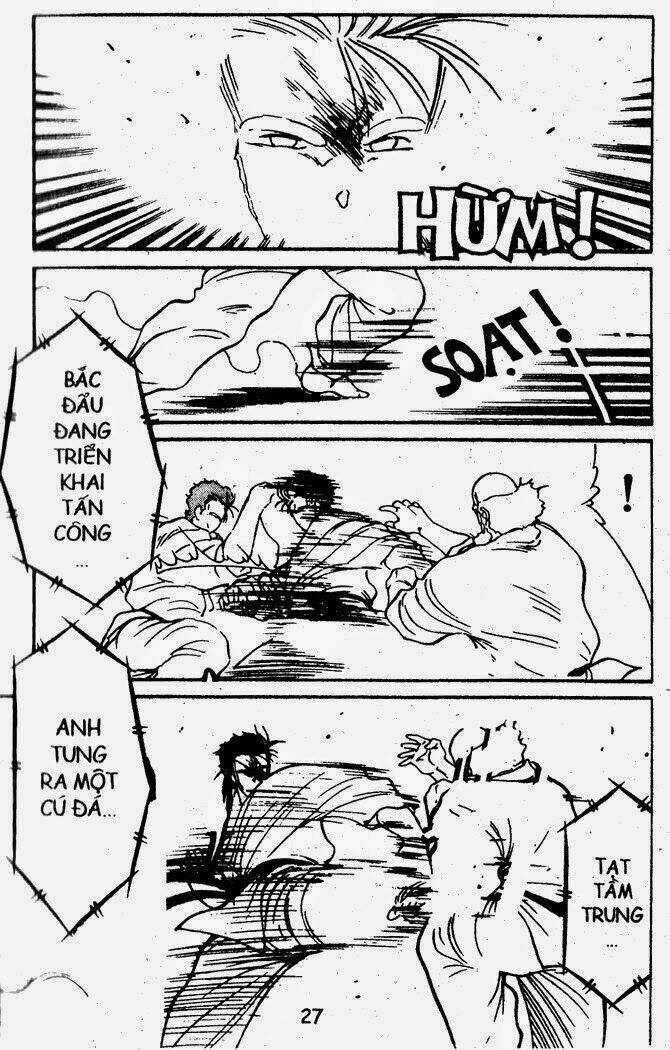 HỪM!
SOẠT!
BẮC
ĐẨU
ĐANG
TRIỂN
KHAI
TẤN
CÔNG
...
!
ANH
TUNG
RA MỘT
CÚ ĐÁ...
TẠT
TẦM
TRUNG
...
27